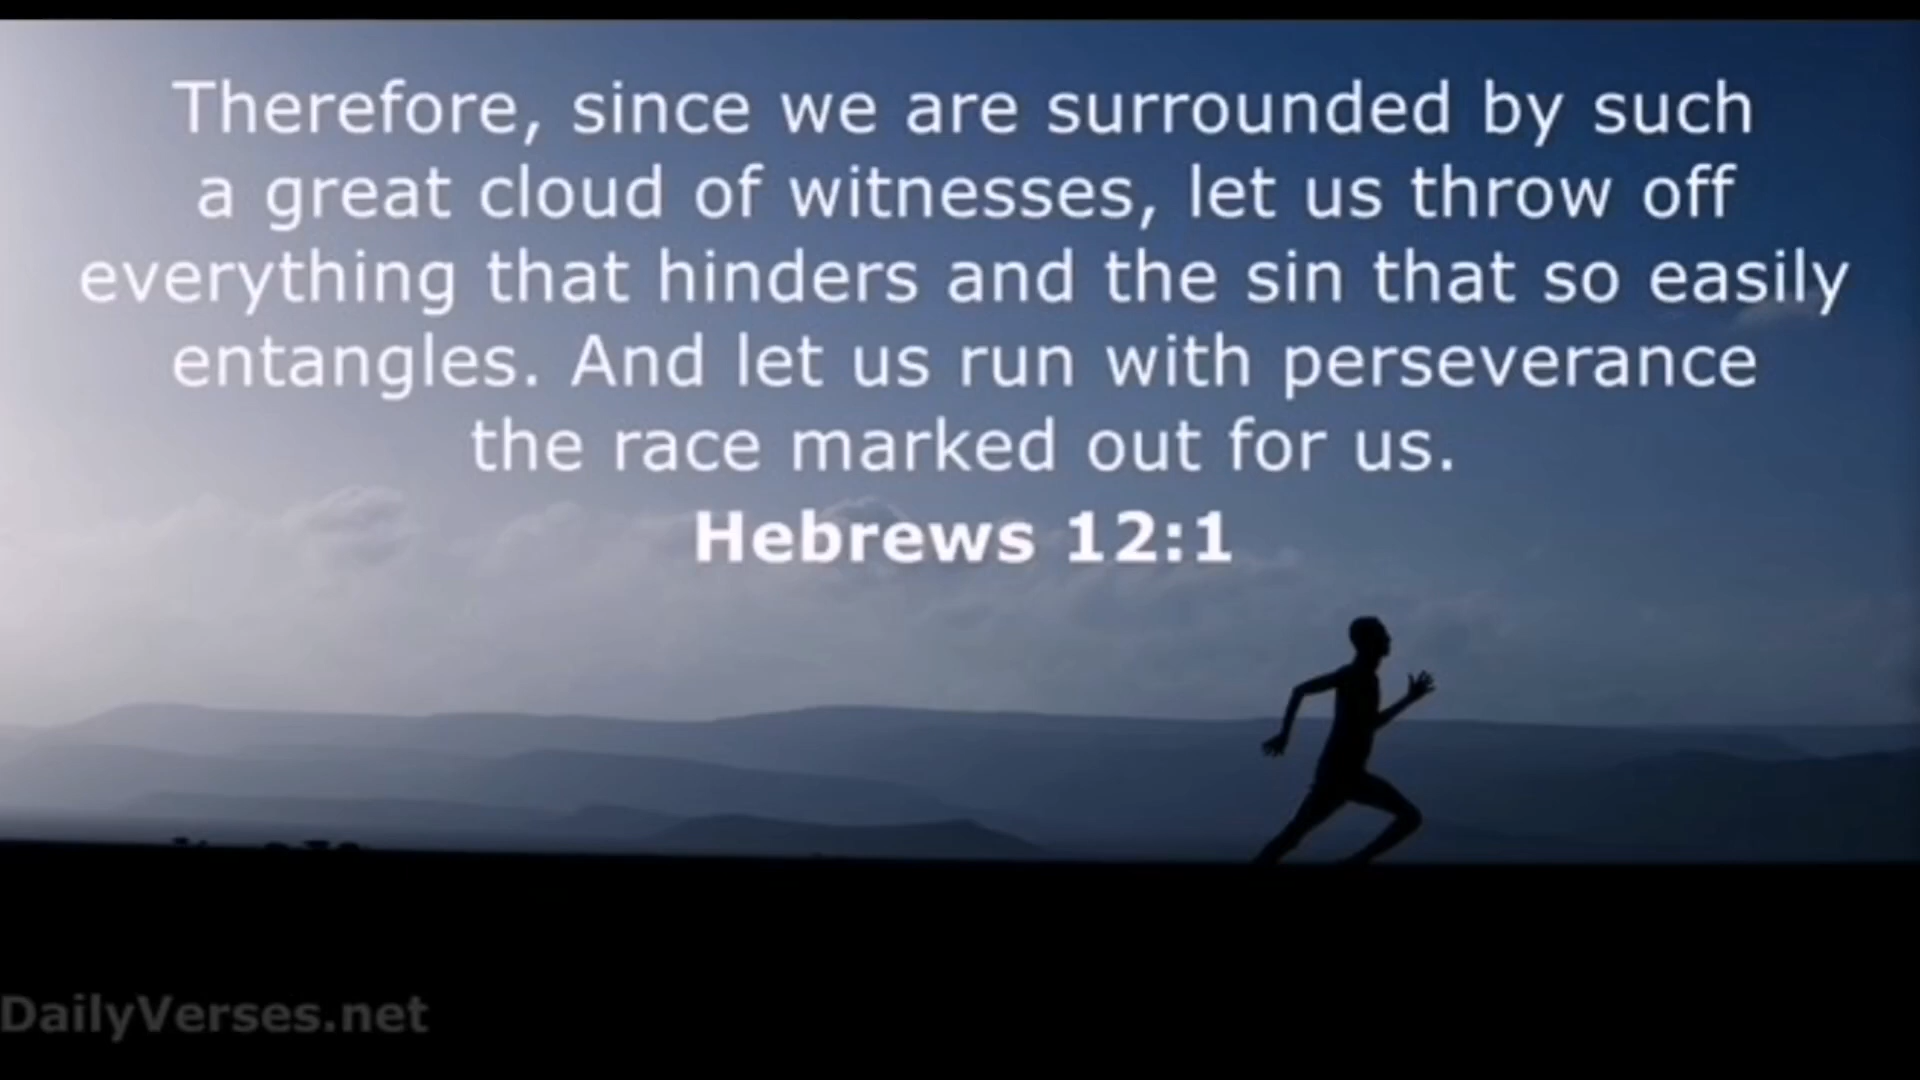 Therefore, since we are surrounded by such
a great cloud of witnesses, let us throw off
everything that hinders and the sin that so easily
entangles. And let us run with perseverance
the race marked out for us.
Hebrews 12:1
DailyVerses.net